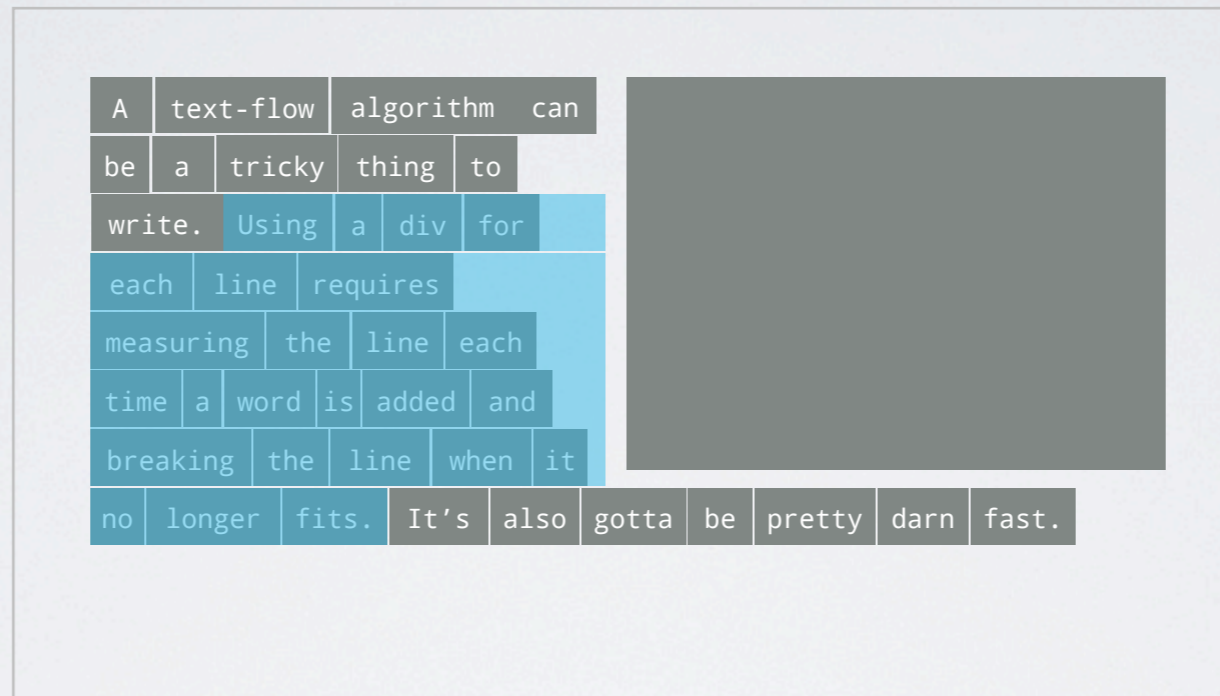 A text-flow algorithm can
be a tricky thing to
write. Using a div for
each line requires
measuring the line each
time a word is added and
breaking the line when it
no longer fits. It’s also gotta be pretty darn fast.